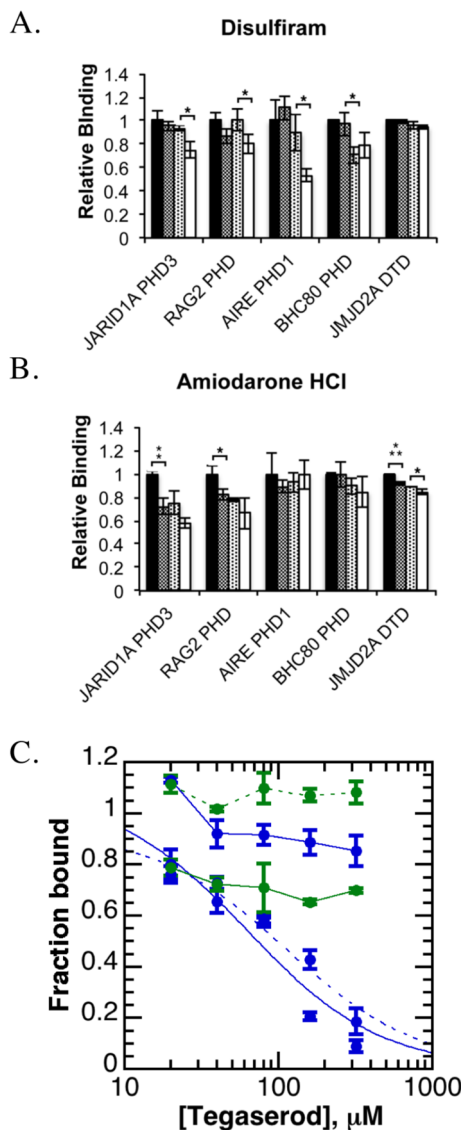 A.
Disulfiram
Relative BInding
1.4
1.2
1
0.8
0.6
0.4
0.2
0
*
*
*
*
JARID1A PHD3
RAG2 PHD
AIRE PHD1
BHC80 PHD
JMJD2A DTD
B.
Amiodarone HCl
Relative Binding
1.4
1.2
1
0.8
0.6
0.4
0.2
0
**
*
***
*
JARID1A PHD3
RAG2 PHD
AIRE PHD1
BHC80 PHD
JMJD2A DTD
C.
Fraction bound
1.2
1
0.8
0.6
0.4
0.2
0
10
100
1000
[Tegaserod], μM